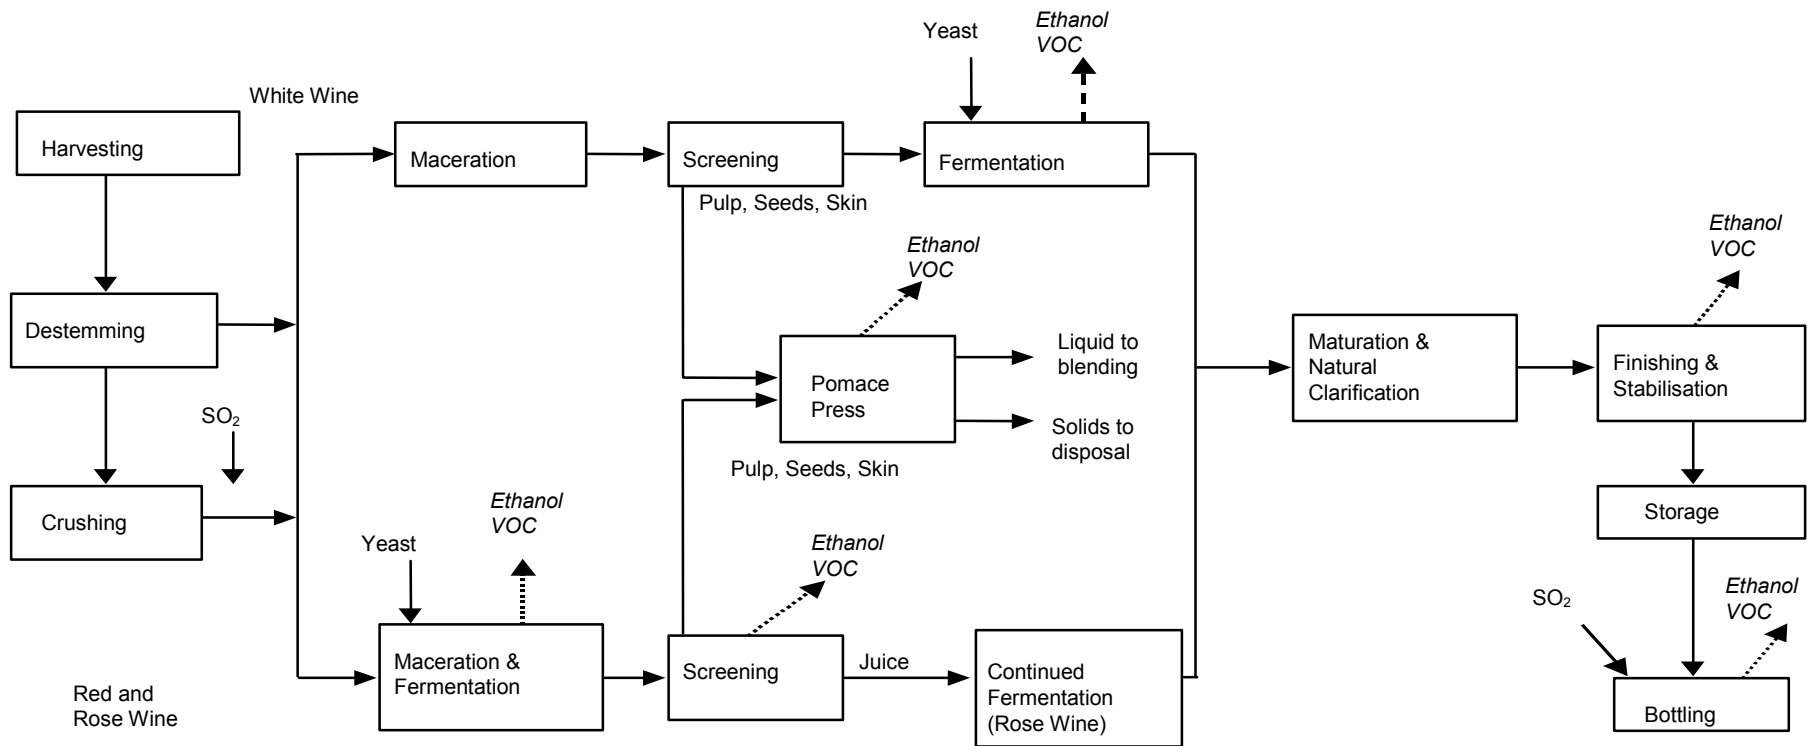 Yeast
Ethanol
VOC
White Wine
Harvesting
Maceration
Screening
Fermentation
Pulp, Seeds, Skin
Ethanol
VOC
Ethanol
VOC
Destemming
Pomace
Press
Liquid to
blending
Maturation &
Natural
Clarification
Finishing &
Stabilisation
SO₂
Solids to
disposal
Pulp, Seeds, Skin
Crushing
Ethanol
VOC
Storage
Yeast
Ethanol
VOC
SO₂
Ethanol
VOC
Maceration &
Fermentation
Screening
Juice
Continued
Fermentation
(Rose Wine)
Red and
Rose Wine
Bottling